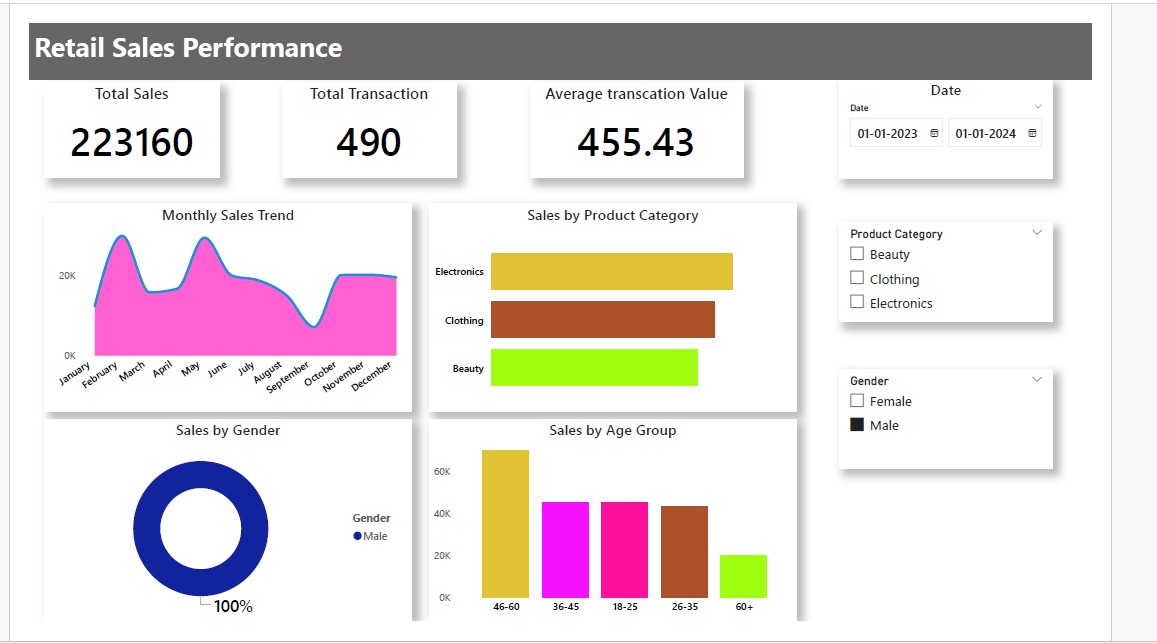 Retail Sales Performance
Total Sales
223160
Total Transaction
490
Average transcation Value
455.43
Date
Date
01-01-2023
01-01-2024
Monthly Sales Trend
20K
0K
January
February
March
April
May
June
July
August
September
October
November
December
Sales by Product Category
Electronics
Clothing
Beauty
Product Category
Beauty
Clothing
Electronics
Gender
Female
Male
Sales by Gender
100%
Gender
Male
Sales by Age Group
60K
40K
20K
0K
46-60
36-45
18-25
26-35
60+